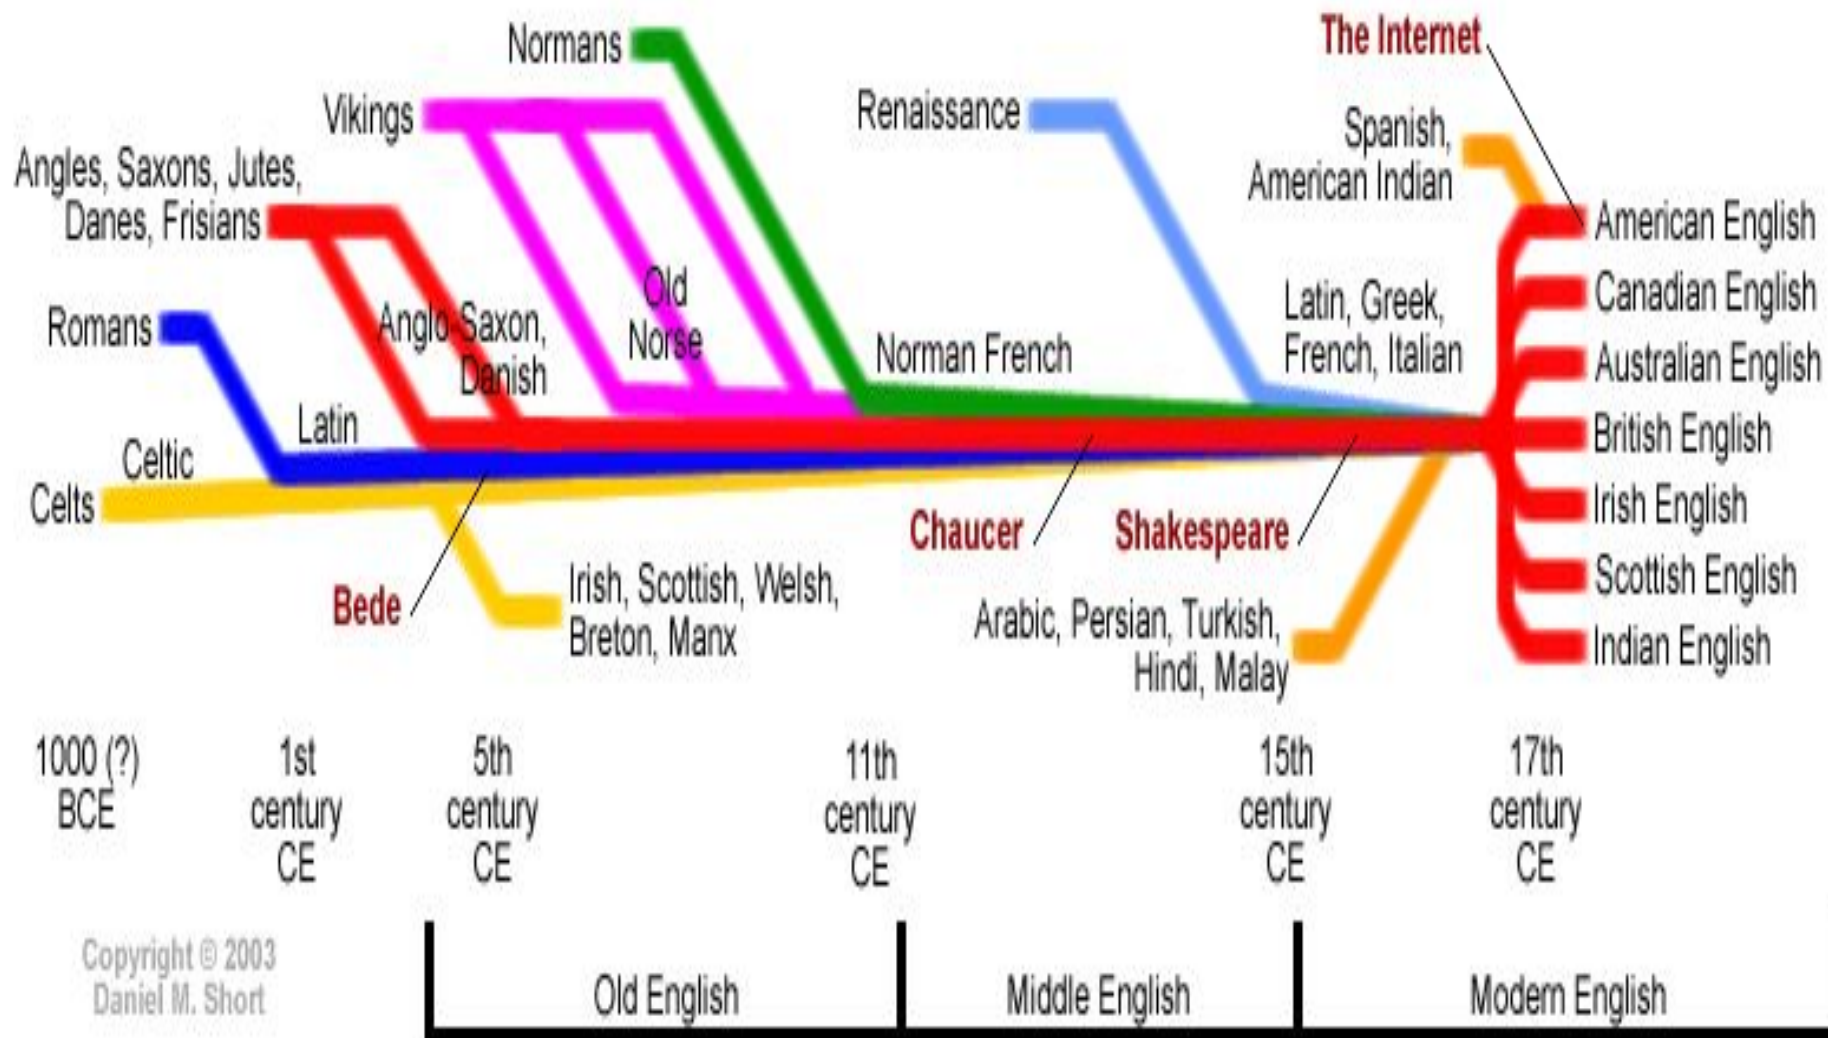 Normans
The Internet
Vikings
Renaissance
Spanish,
American Indian
Angles, Saxons, Jutes,
Danes, Frisians
American English
Romans
Anglo-Saxon,
Danish
Old
Norse
Norman French
Latin, Greek,
French, Italian
Canadian English
Australian English
Latin
Celtic
British English
Celts
Chaucer
Shakespeare
Irish English
Bede
Irish, Scottish, Welsh,
Breton, Manx
Arabic, Persian, Turkish,
Hindi, Malay
Scottish English
Indian English
1000 (?)
BCE
1st
century
CE
5th
century
CE
11th
century
CE
15th
century
CE
17th
century
CE
Copyright © 2003
Daniel M. Short
Old English
Middle English
Modern English